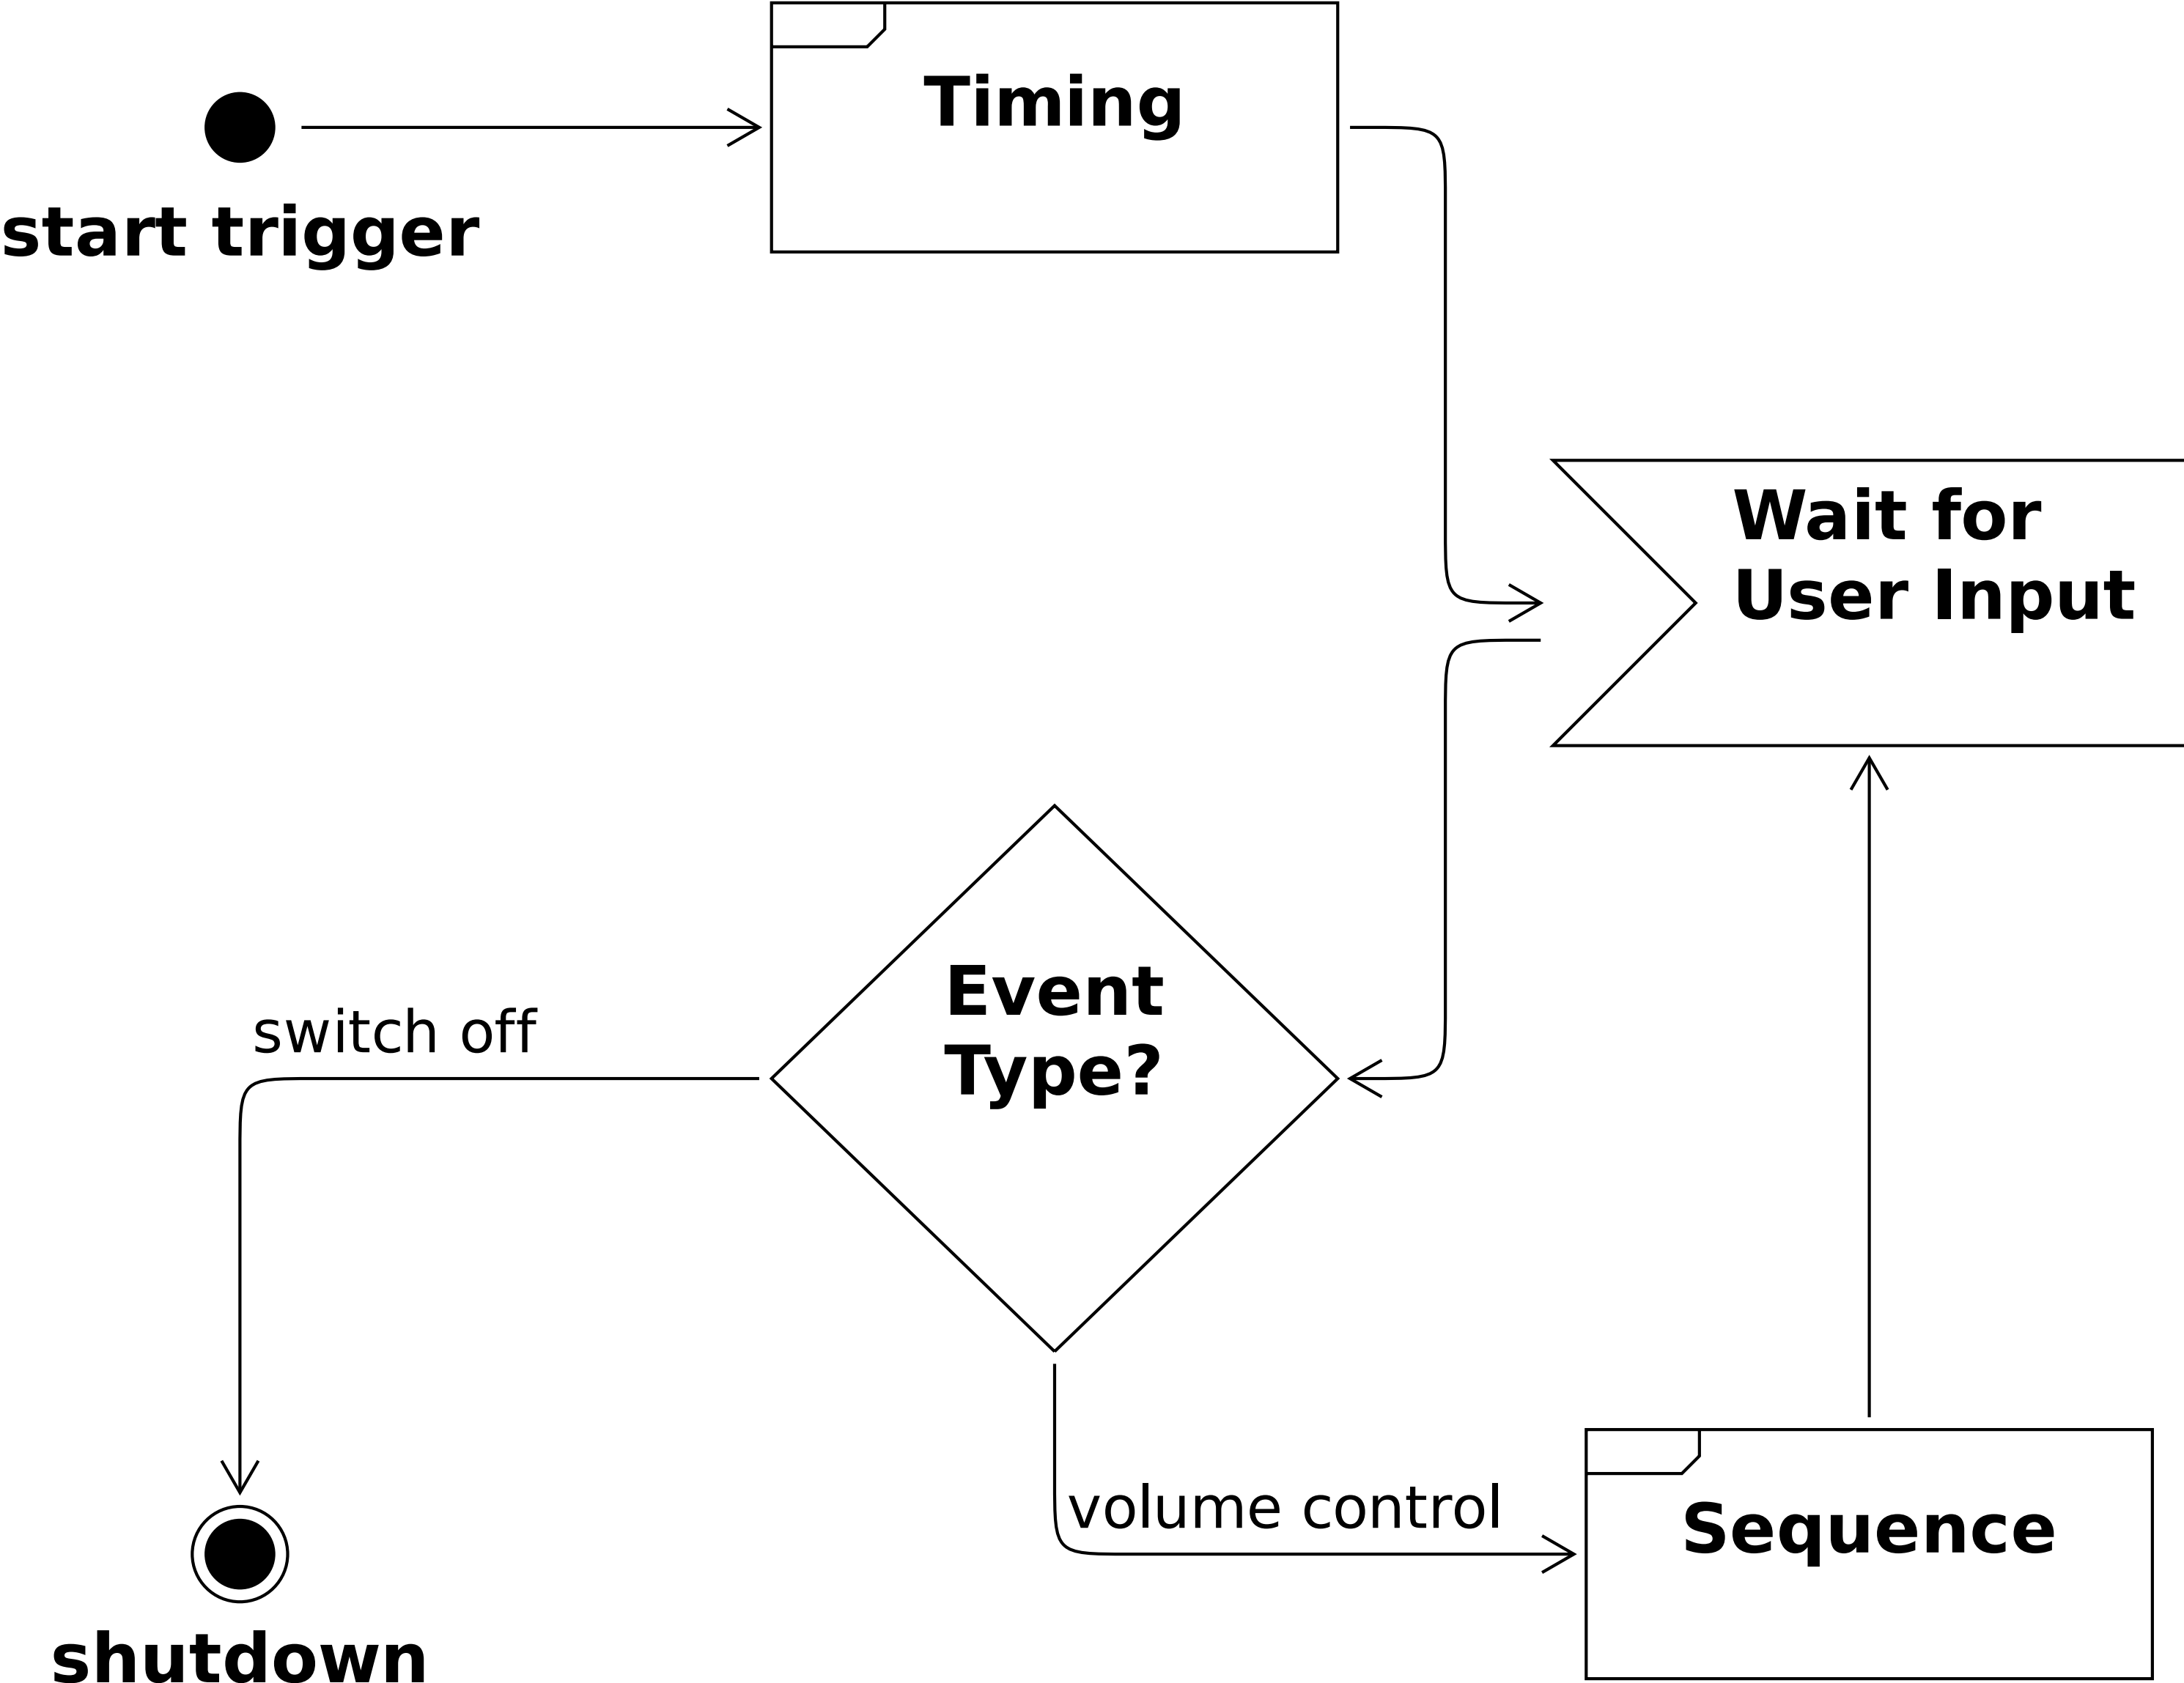 Timing
start trigger
Wait for
User Input
Event
Type?
switch off
volume control
Sequence
shutdown